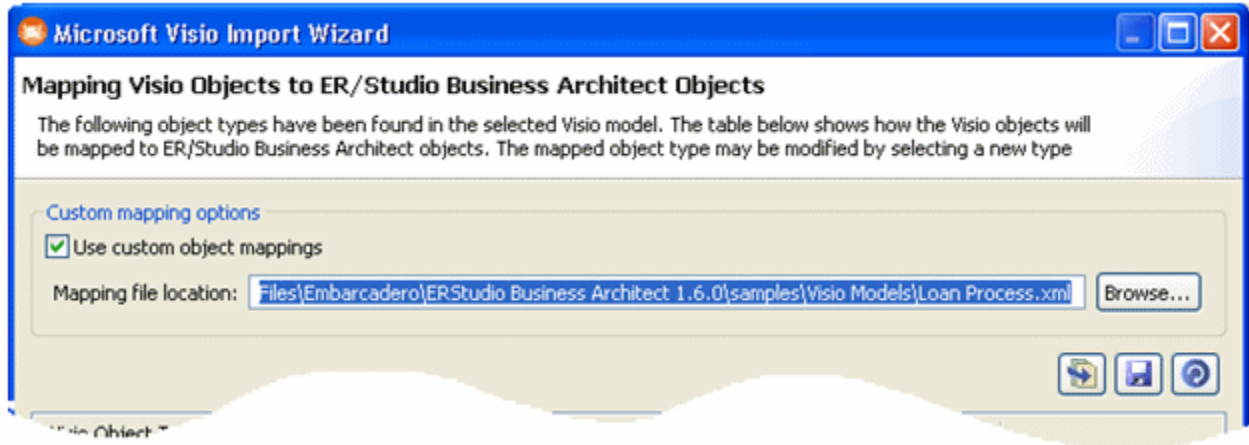 Microsoft Visio Import Wizard
Mapping Visio Objects to ER/Studio Business Architect Objects
The following object types have been found in the selected Visio model. The table below shows how the Visio objects will
be mapped to ER/Studio Business Architect objects. The mapped object type may be modified by selecting a new type
Custom mapping options
Use custom object mappings
Mapping file location: Files\Embarcadero\ERStudio Business Architect 1.6.0\samples\Visio Models\Loan Process.xml Browse...
Object